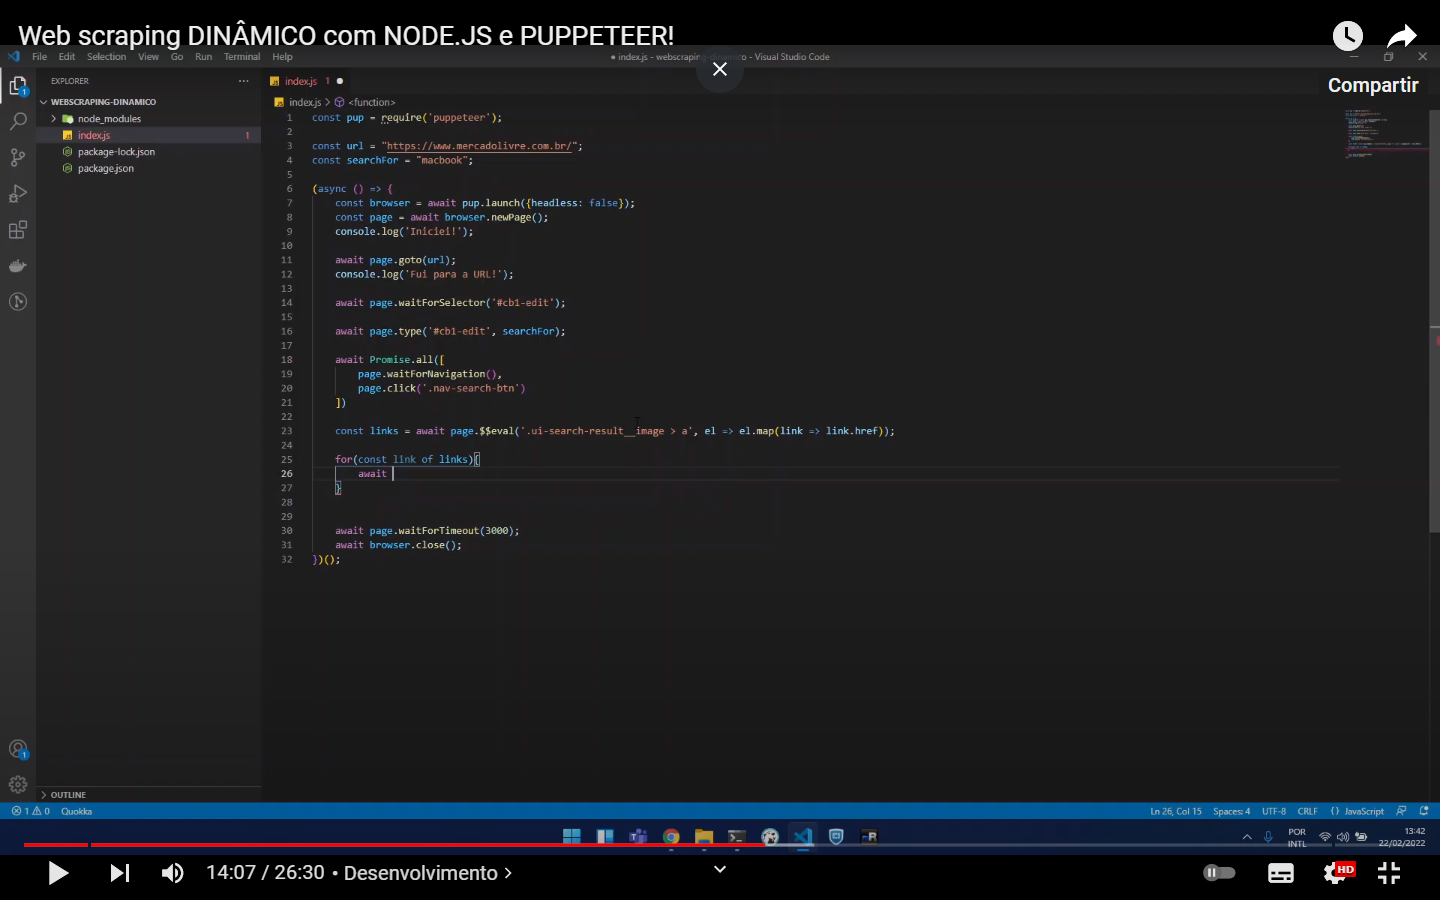 Web scraping DINÂMICO com NODE.JS e PUPPETEER!
File Edit Selection View Go Run Terminal Help
● index.js - webscraping-dinamico - Visual Studio Code
Compartir
EXPLORER
WEBSCRAPING-DINAMICO
node_modules
index.js 1
package-lock.json
package.json
OUTLINE
index.js 1 ●
index.js > <function>
1 const pup = require('puppeteer');
2
3 const url = "https://www.mercadolivre.com.br/";
4 const searchFor = "macbook";
5
6 (async () => {
7 const browser = await pup.launch({headless: false});
8 const page = await browser.newPage();
9 console.log('Iniciei!');
10
11 await page.goto(url);
12 console.log('Fui para a URL!');
13
14 await page.waitForSelector('#cb1-edit');
15
16 await page.type('#cb1-edit', searchFor);
17
18 await Promise.all([
19 page.waitForNavigation(),
20 page.click('.nav-search-btn')
21 ])
22
23 const links = await page.$$eval('.ui-search-result__image > a', el => el.map(link => link.href));
24
25 for(const link of links){
26 await
27 }
28
29
30 await page.waitForTimeout(3000);
31 await browser.close();
32 })();
1 0 Quokka
Ln 26, Col 15 Spaces: 4 UTF-8 CRLF {} JavaScript
POR
INTL
13:42
22/02/2022
14:07 / 26:30 • Desenvolvimento >
HD